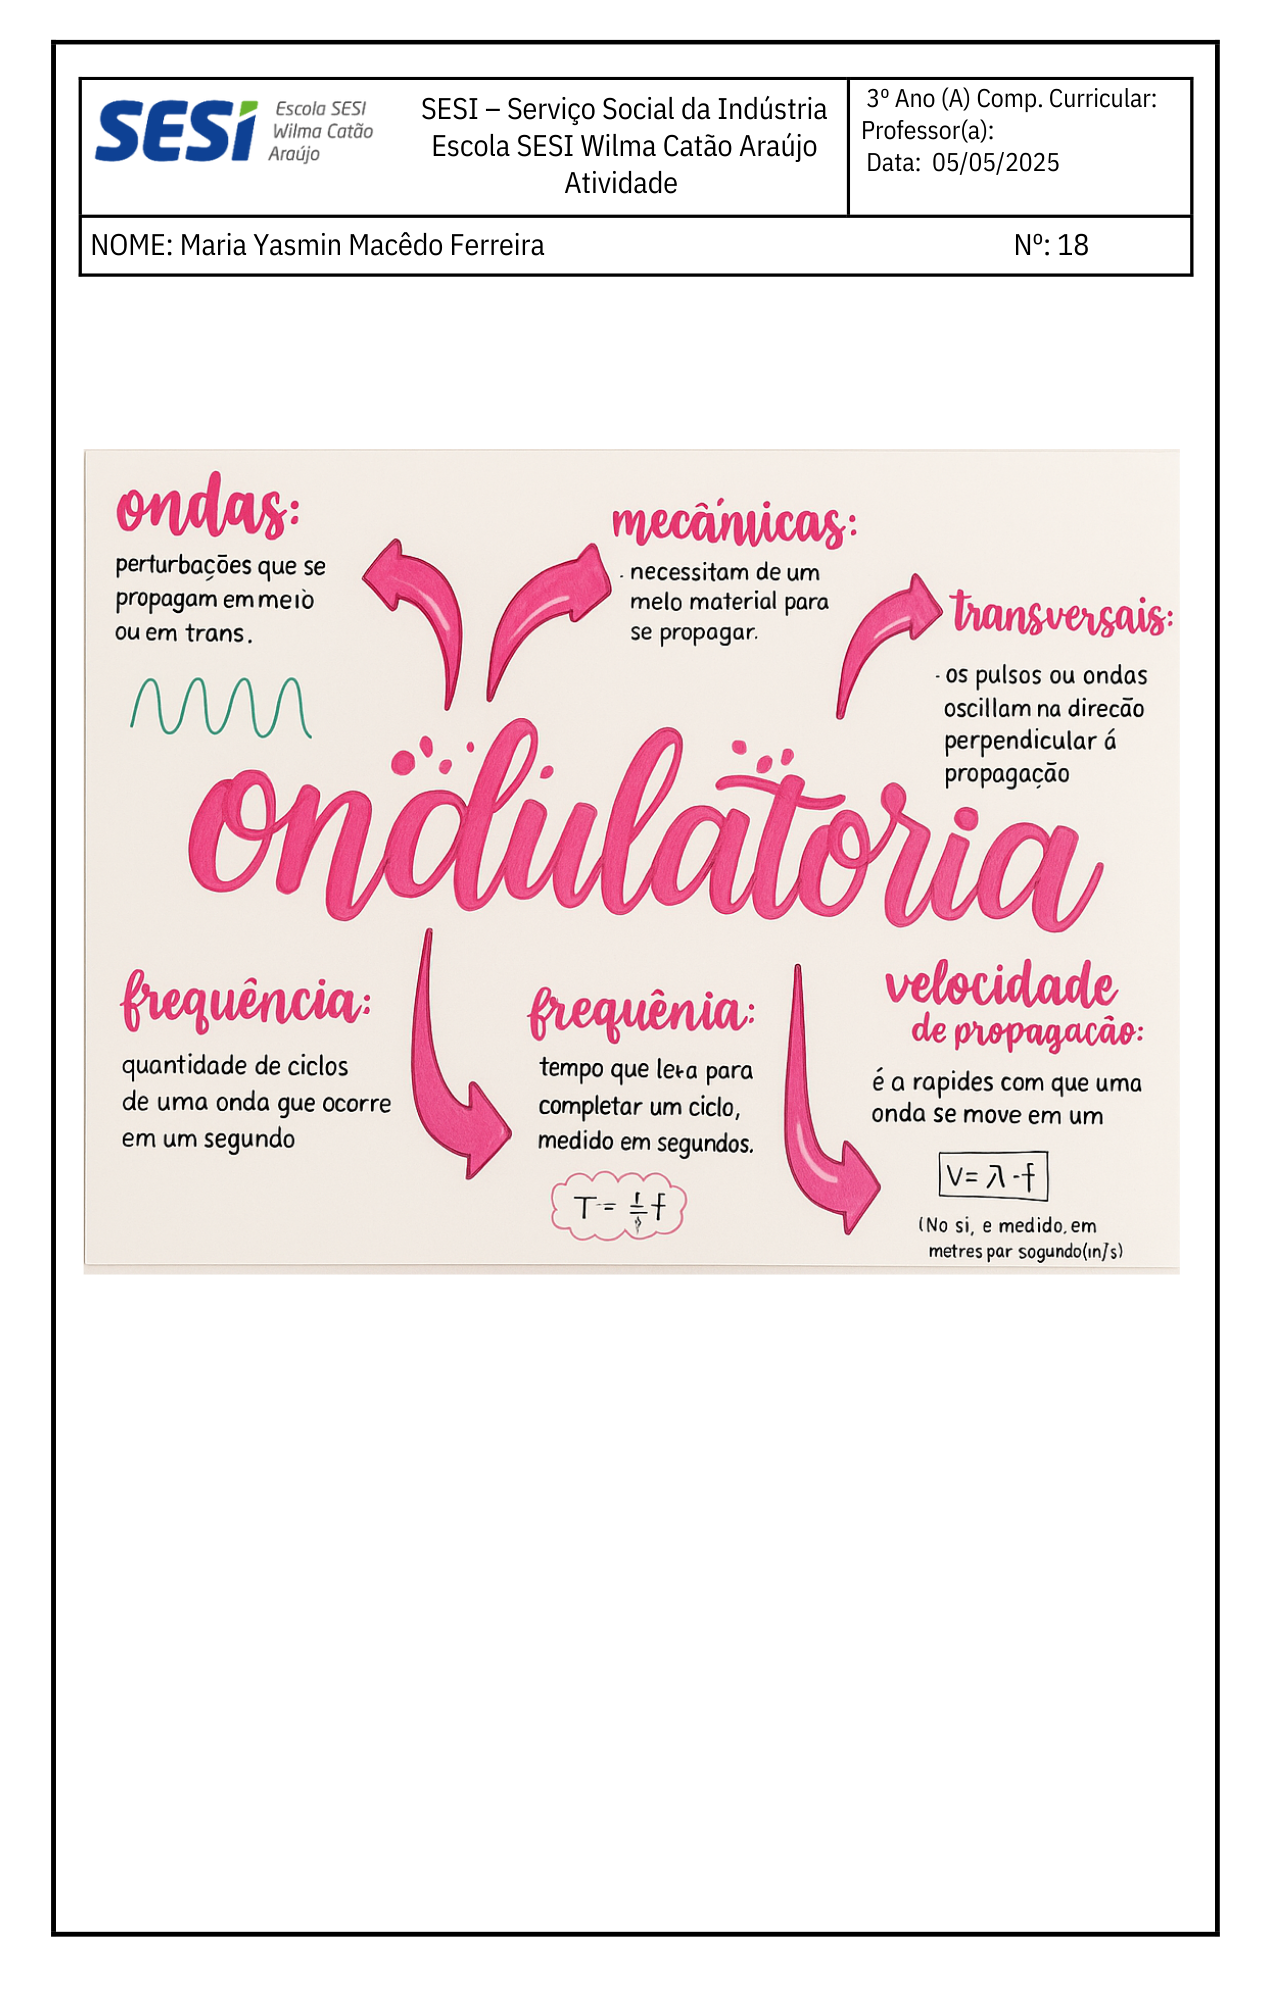 SESI
Escola SESI
Wilma Catão
Araújo
SESI – Serviço Social da Indústria
Escola SESI Wilma Catão Araújo
Atividade
3º Ano (A) Comp. Curricular:
Professor(a):
Data: 05/05/2025
NOME: Maria Yasmin Macêdo Ferreira Nº: 18
ondas:
perturbações que se
propagam em meio
ou em trans.
mecânicas:
· necessitam de um
melo material para
se propagar.
transversais:
· os pulsos ou ondas
oscillam na direcão
perpendicular á
propagação
ondulatoria
frequência:
quantidade de ciclos
de uma onda gue ocorre
em um segundo
frequênia:
tempo que leva para
completar um ciclo,
medido em segundos.
T =
velocidade
de propagacão:
é a rapides com que uma
onda se move em um
V= λ·f
(No si, e medido, em
metres par sogundo(in/s)